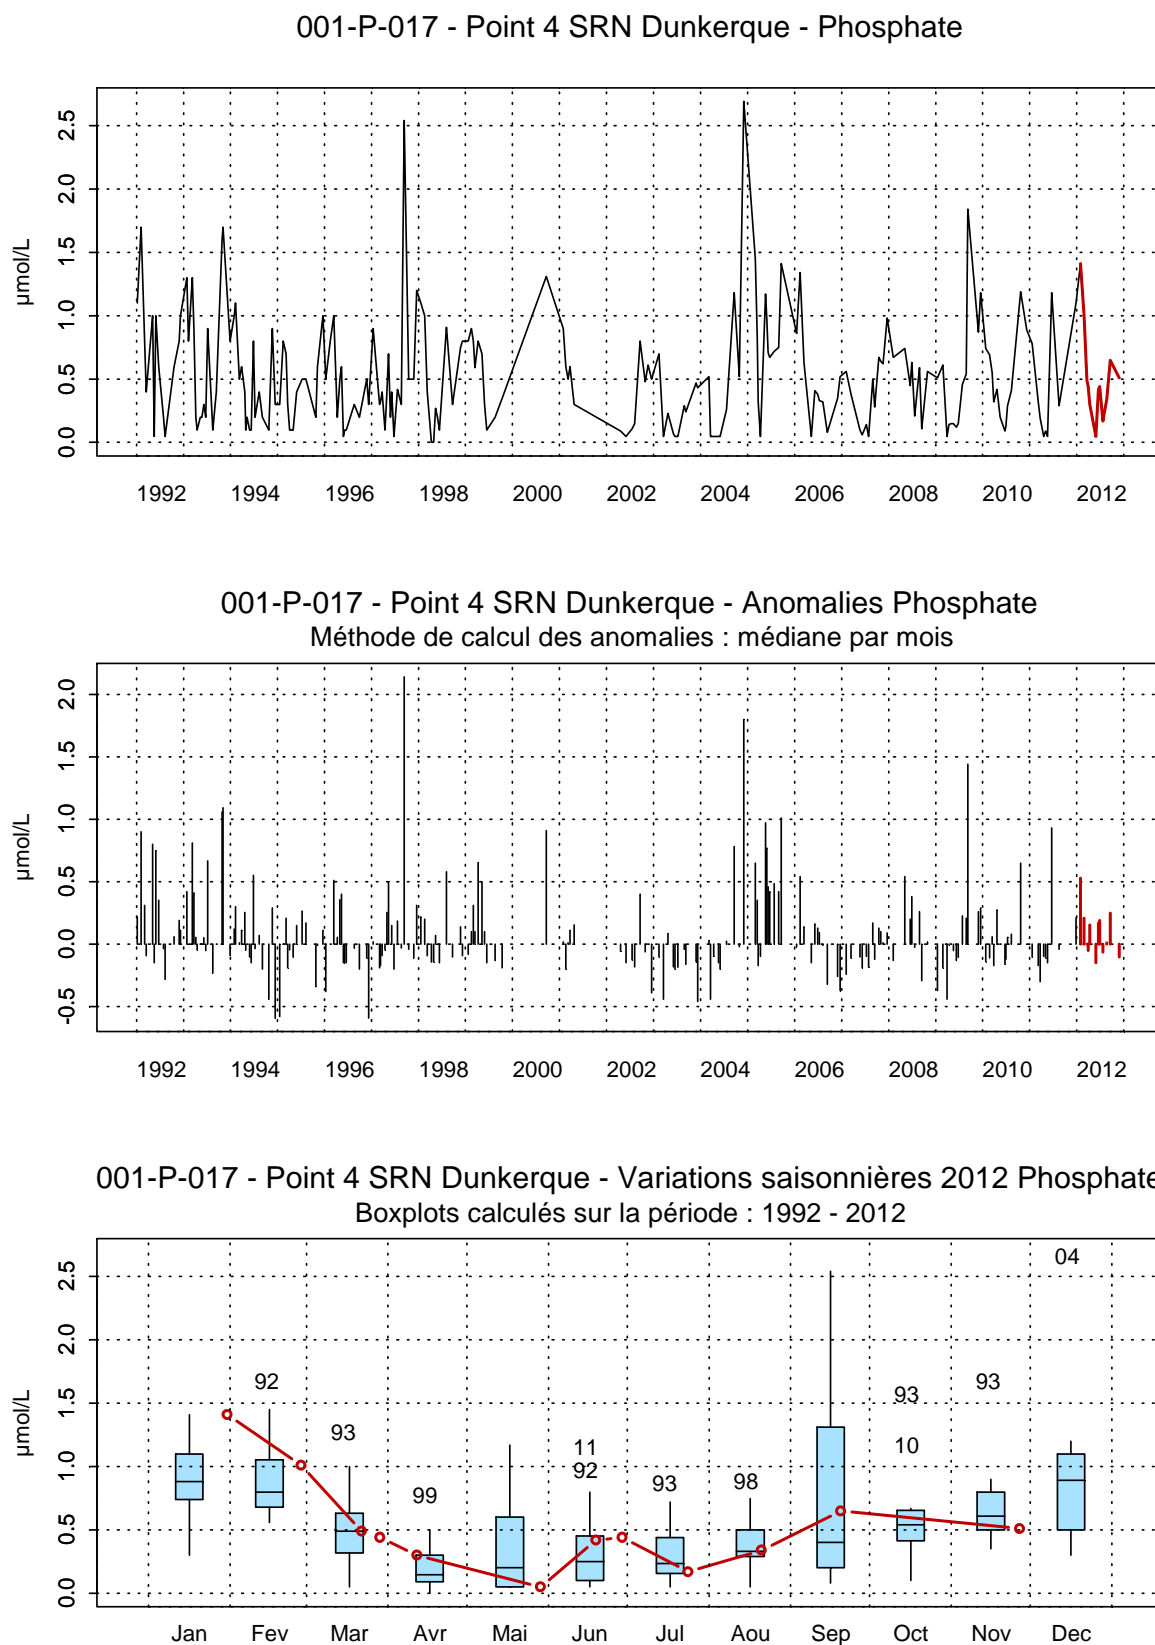 001-P-017 - Point 4 SRN Dunkerque - Phosphate
2.5
2.0
1.5
1.0
0.5
0.0
µmol/L
1992 1994 1996 1998 2000 2002 2004 2006 2008 2010 2012
001-P-017 - Point 4 SRN Dunkerque - Anomalies Phosphate
Méthode de calcul des anomalies : médiane par mois
2.0
1.5
1.0
0.5
0.0
-0.5
µmol/L
1992 1994 1996 1998 2000 2002 2004 2006 2008 2010 2012
001-P-017 - Point 4 SRN Dunkerque - Variations saisonnières 2012 Phosphate
Boxplots calculés sur la période : 1992 - 2012
2.5
2.0
1.5
1.0
0.5
0.0
µmol/L
04
92
93
93
93
10
11
92
93
98
99
Jan Fev Mar Avr Mai Jun Jul Aou Sep Oct Nov Dec